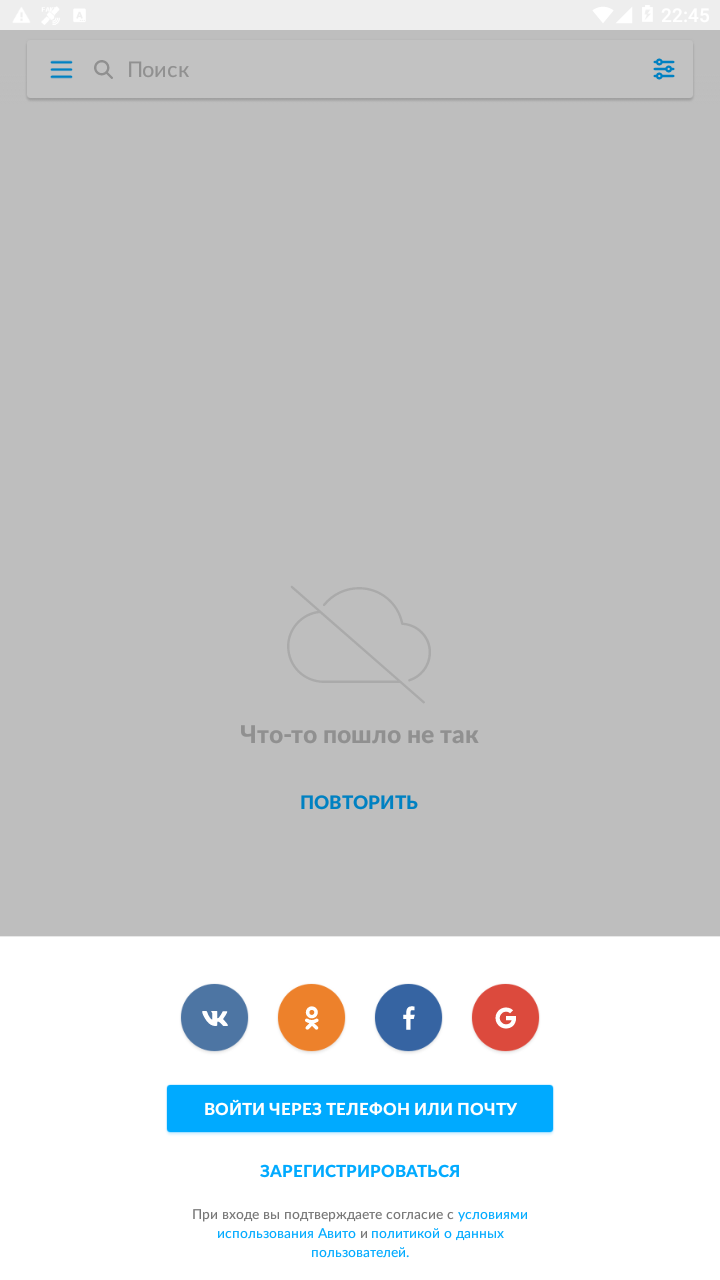 22:45
Поиск
Что-то пошло не так
ПОВТОРИТЬ
ВОЙТИ ЧЕРЕЗ ТЕЛЕФОН ИЛИ ПОЧТУ
ЗАРЕГИСТРИРОВАТЬСЯ
При входе вы подтверждаете согласие с условиями
использования Авито и политикой о данных
пользователей.